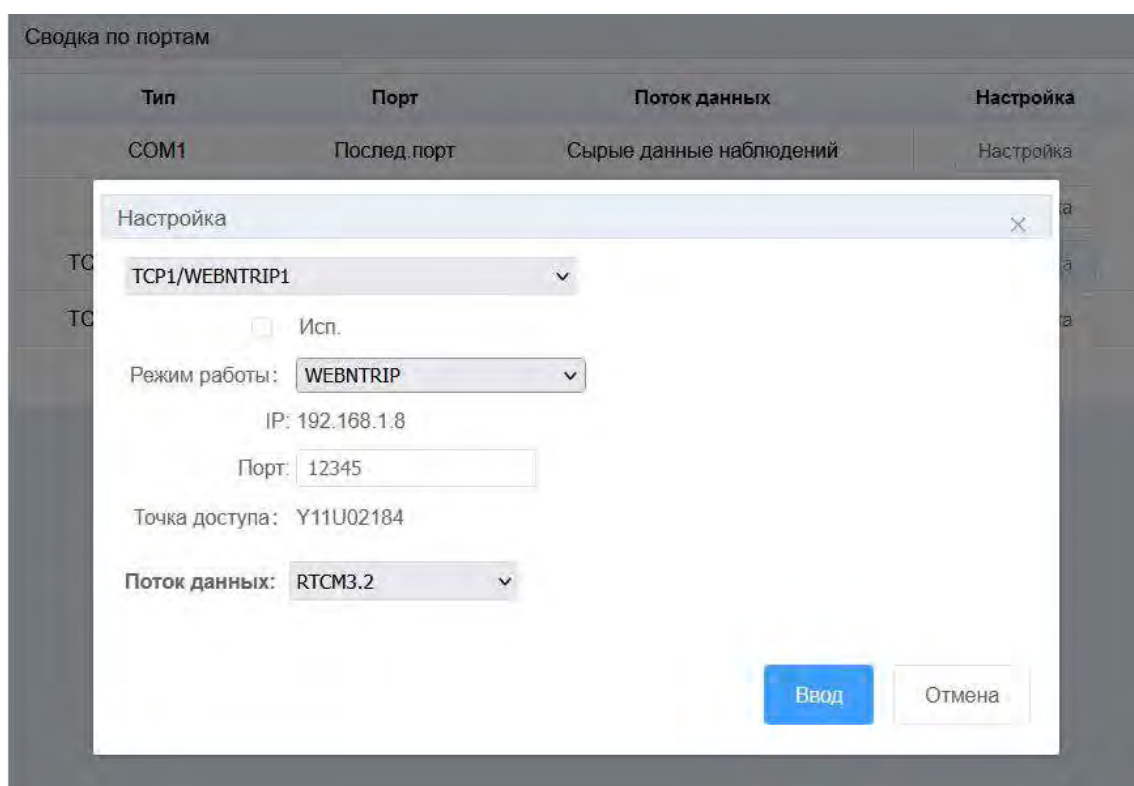 Сводка по портам
Тип Порт Поток данных Настройка
COM1 Послед.порт Сырые данные наблюдений Настройка
Настройка
TCP1/WEBNTRIP1
Исп.
Режим работы: WEBNTRIP
IP: 192.168.1.8
Порт: 12345
Точка доступа: Y11U02184
Поток данных: RTCM3.2
Ввод Отмена